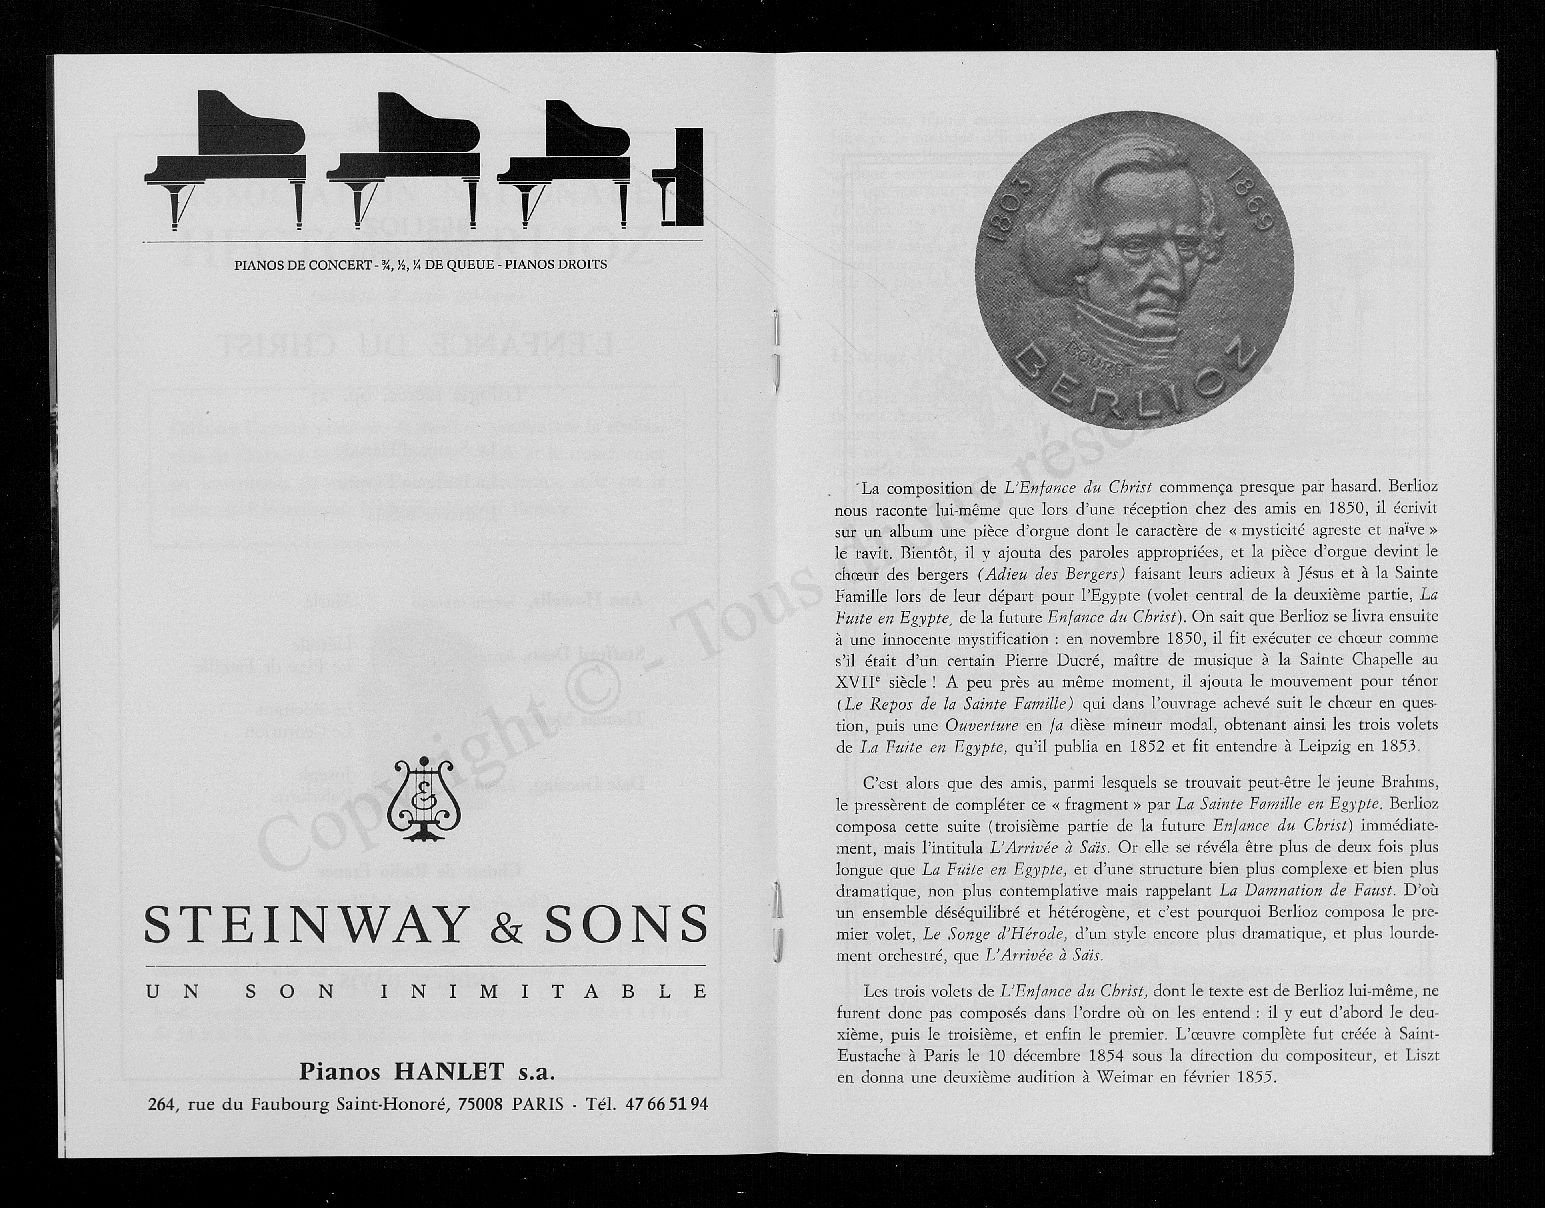 PIANOS DE CONCERT - ¾, ½, ¼ DE QUEUE - PIANOS DROITS
&
STEINWAY & SONS
UN SON INIMITABLE
Pianos HANLET s.a.
264, rue du Faubourg Saint-Honoré, 75008 PARIS - Tél. 47 66 51 94
1803 1869
BOURET
BERLIOZ
La composition de L'Enfance du Christ commença presque par hasard. Berlioz
nous raconte lui-même que lors d'une réception chez des amis en 1850, il écrivit
sur un album une pièce d'orgue dont le caractère de « mysticité agreste et naïve »
le ravit. Bientôt, il y ajouta des paroles appropriées, et la pièce d'orgue devint le
chœur des bergers (Adieu des Bergers) faisant leurs adieux à Jésus et à la Sainte
Famille lors de leur départ pour l'Egypte (volet central de la deuxième partie, La
Fuite en Egypte, de la future Enfance du Christ). On sait que Berlioz se livra ensuite
à une innocente mystification : en novembre 1850, il fit exécuter ce chœur comme
s'il était d'un certain Pierre Ducré, maître de musique à la Sainte Chapelle au
XVIIe siècle ! A peu près au même moment, il ajouta le mouvement pour ténor
(Le Repos de la Sainte Famille) qui dans l'ouvrage achevé suit le chœur en ques-
tion, puis une Ouverture en fa dièse mineur modal, obtenant ainsi les trois volets
de La Fuite en Egypte, qu'il publia en 1852 et fit entendre à Leipzig en 1853.
C'est alors que des amis, parmi lesquels se trouvait peut-être le jeune Brahms,
le pressèrent de compléter ce « fragment » par La Sainte Famille en Egypte. Berlioz
composa cette suite (troisième partie de la future Enfance du Christ) immédiate-
ment, mais l'intitula L'Arrivée à Saïs. Or elle se révéla être plus de deux fois plus
longue que La Fuite en Egypte, et d'une structure bien plus complexe et bien plus
dramatique, non plus contemplative mais rappelant La Damnation de Faust. D'où
un ensemble déséquilibré et hétérogène, et c'est pourquoi Berlioz composa le pre-
mier volet, Le Songe d'Hérode, d'un style encore plus dramatique, et plus lourde-
ment orchestré, que L'Arrivée à Saïs.
Les trois volets de L'Enfance du Christ, dont le texte est de Berlioz lui-même, ne
furent donc pas composés dans l'ordre où on les entend : il y eut d'abord le deu-
xième, puis le troisième, et enfin le premier. L'œuvre complète fut créée à Saint-
Eustache à Paris le 10 décembre 1854 sous la direction du compositeur, et Liszt
en donna une deuxième audition à Weimar en février 1855.
Copyright © - Tous droits réser